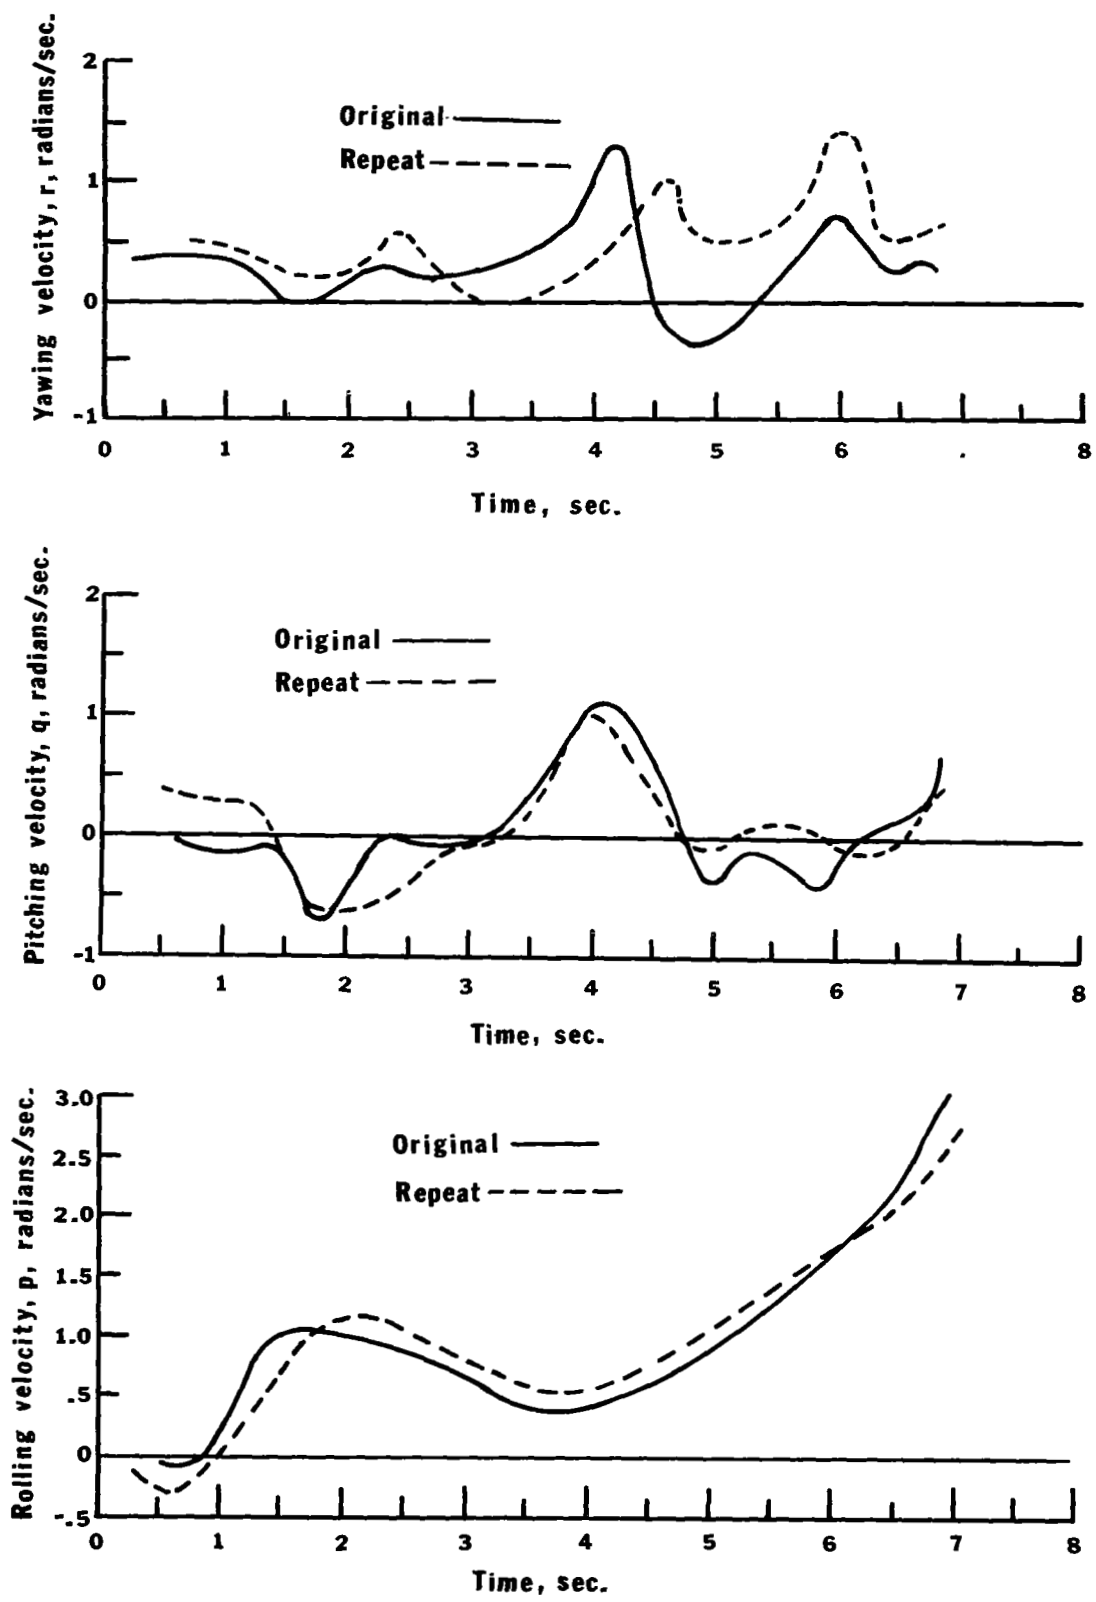 Yawing velocity, r, radians/sec.
2
1
0
-1
Original
Repeat
0 1 2 3 4 5 6 . 8
Time, sec.
Pitching velocity, q, radians/sec.
2
1
0
-1
Original
Repeat
0 1 2 3 4 5 6 7 8
Time, sec.
Rolling velocity, p, radians/sec.
3.0
2.5
2.0
1.5
1.0
.5
0
-.5
Original
Repeat
0 1 2 3 4 5 6 7 8
Time, sec.